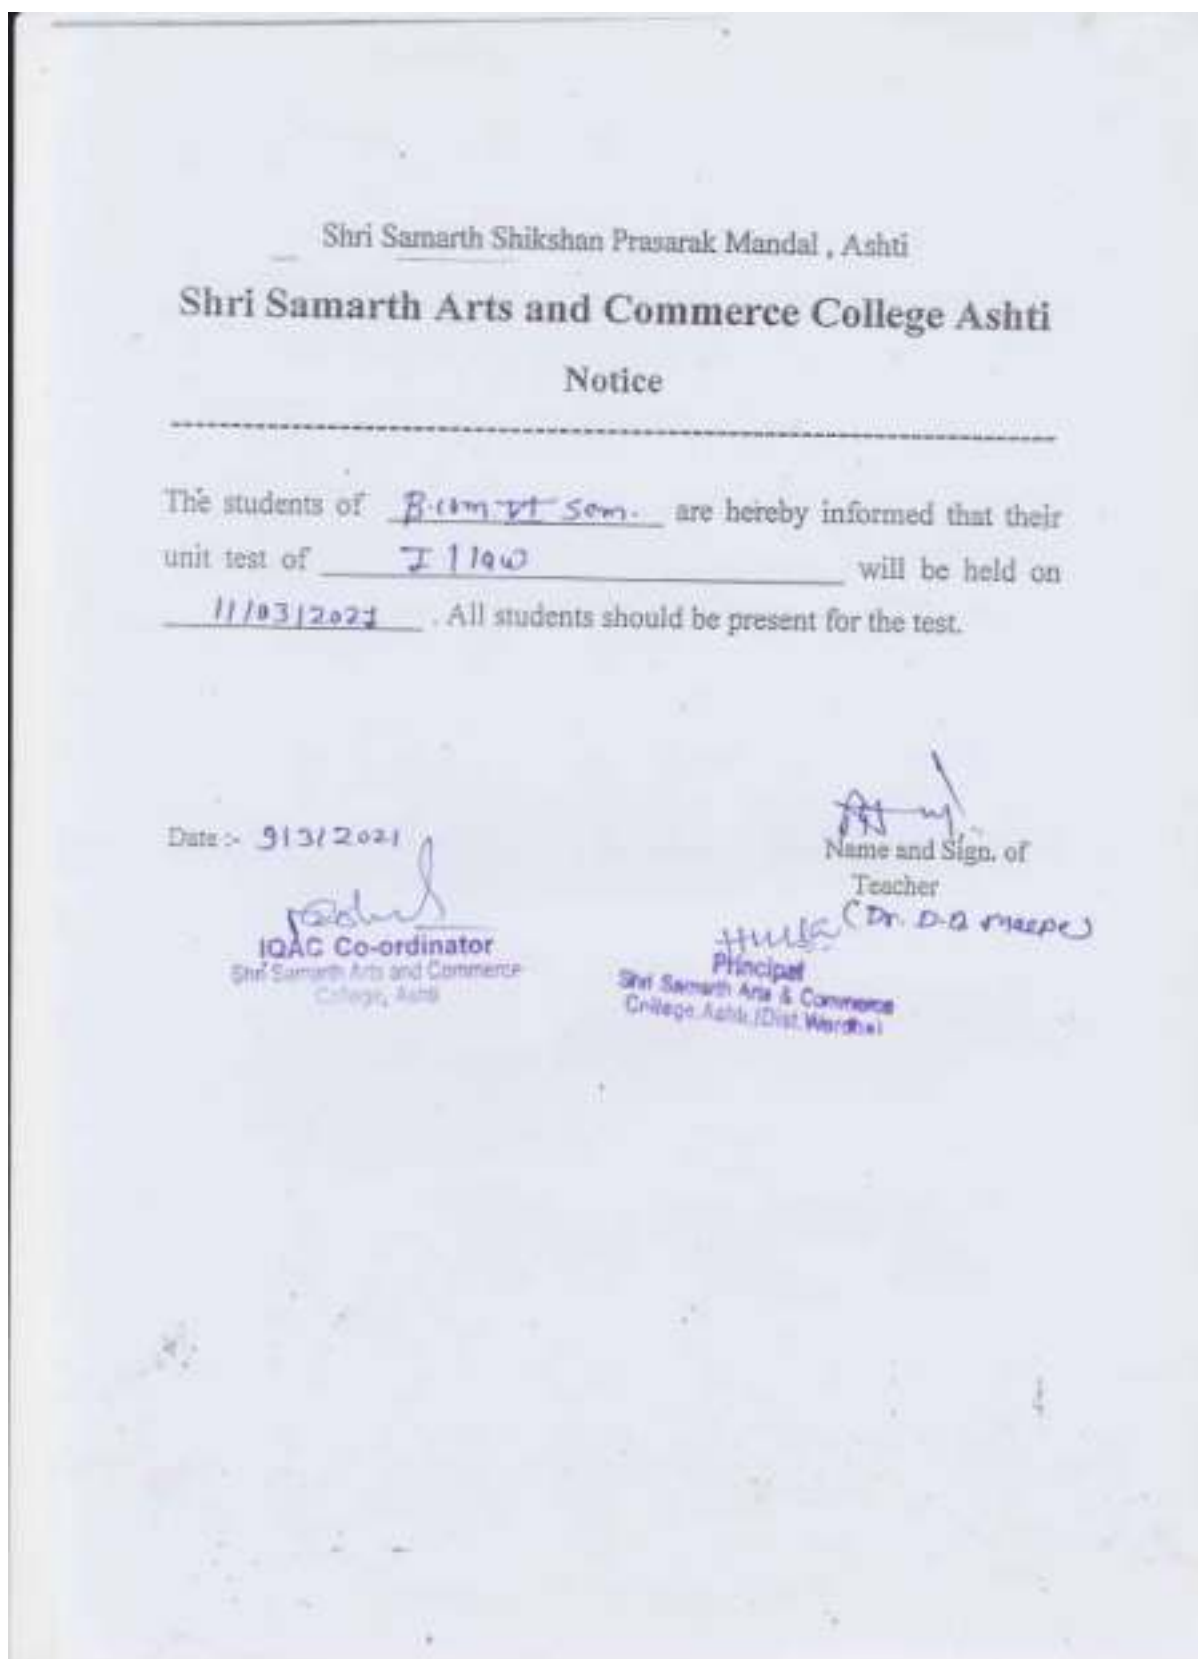 Shri Samarth Shikshan Prasarak Mandal , Ashti
Shri Samarth Arts and Commerce College Ashti
Notice
The students of B.com VI Sem. are hereby informed that their
unit test of I / law will be held on
11/03/2021 . All students should be present for the test.
Date :- 9/3/2021
Name and Sign. of
Teacher
(Dr. D.
IQAC Co-ordinator
Shri Samarth Arts and Commerce
College, Ashti
Principal
Shri Samarth Arts & Commerce
College Ashti (Dist. Wardha)